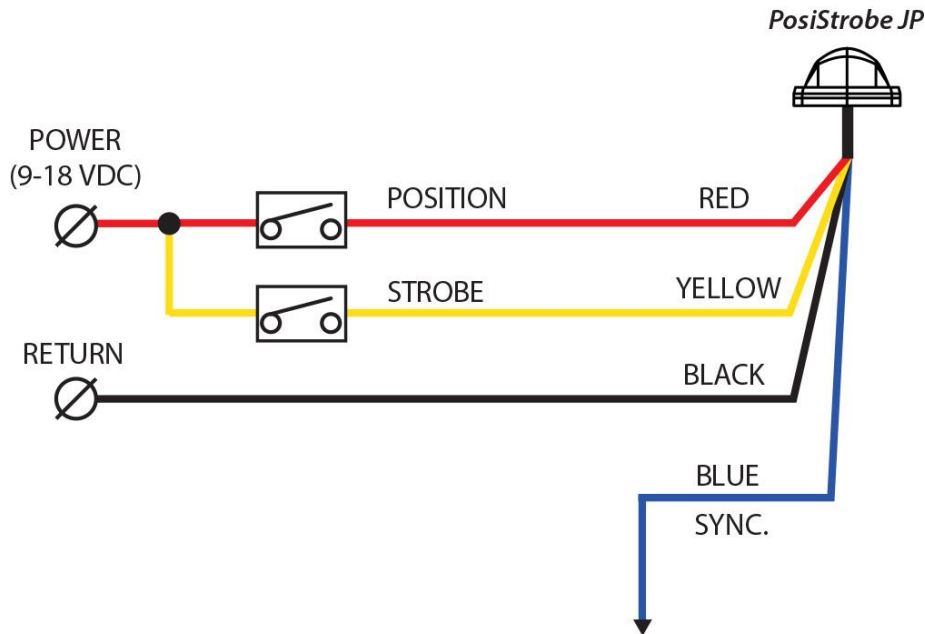 PosiStrobe JP
POWER
(9-18 VDC)
POSITION
RED
STROBE
YELLOW
RETURN
BLACK
BLUE
SYNC.